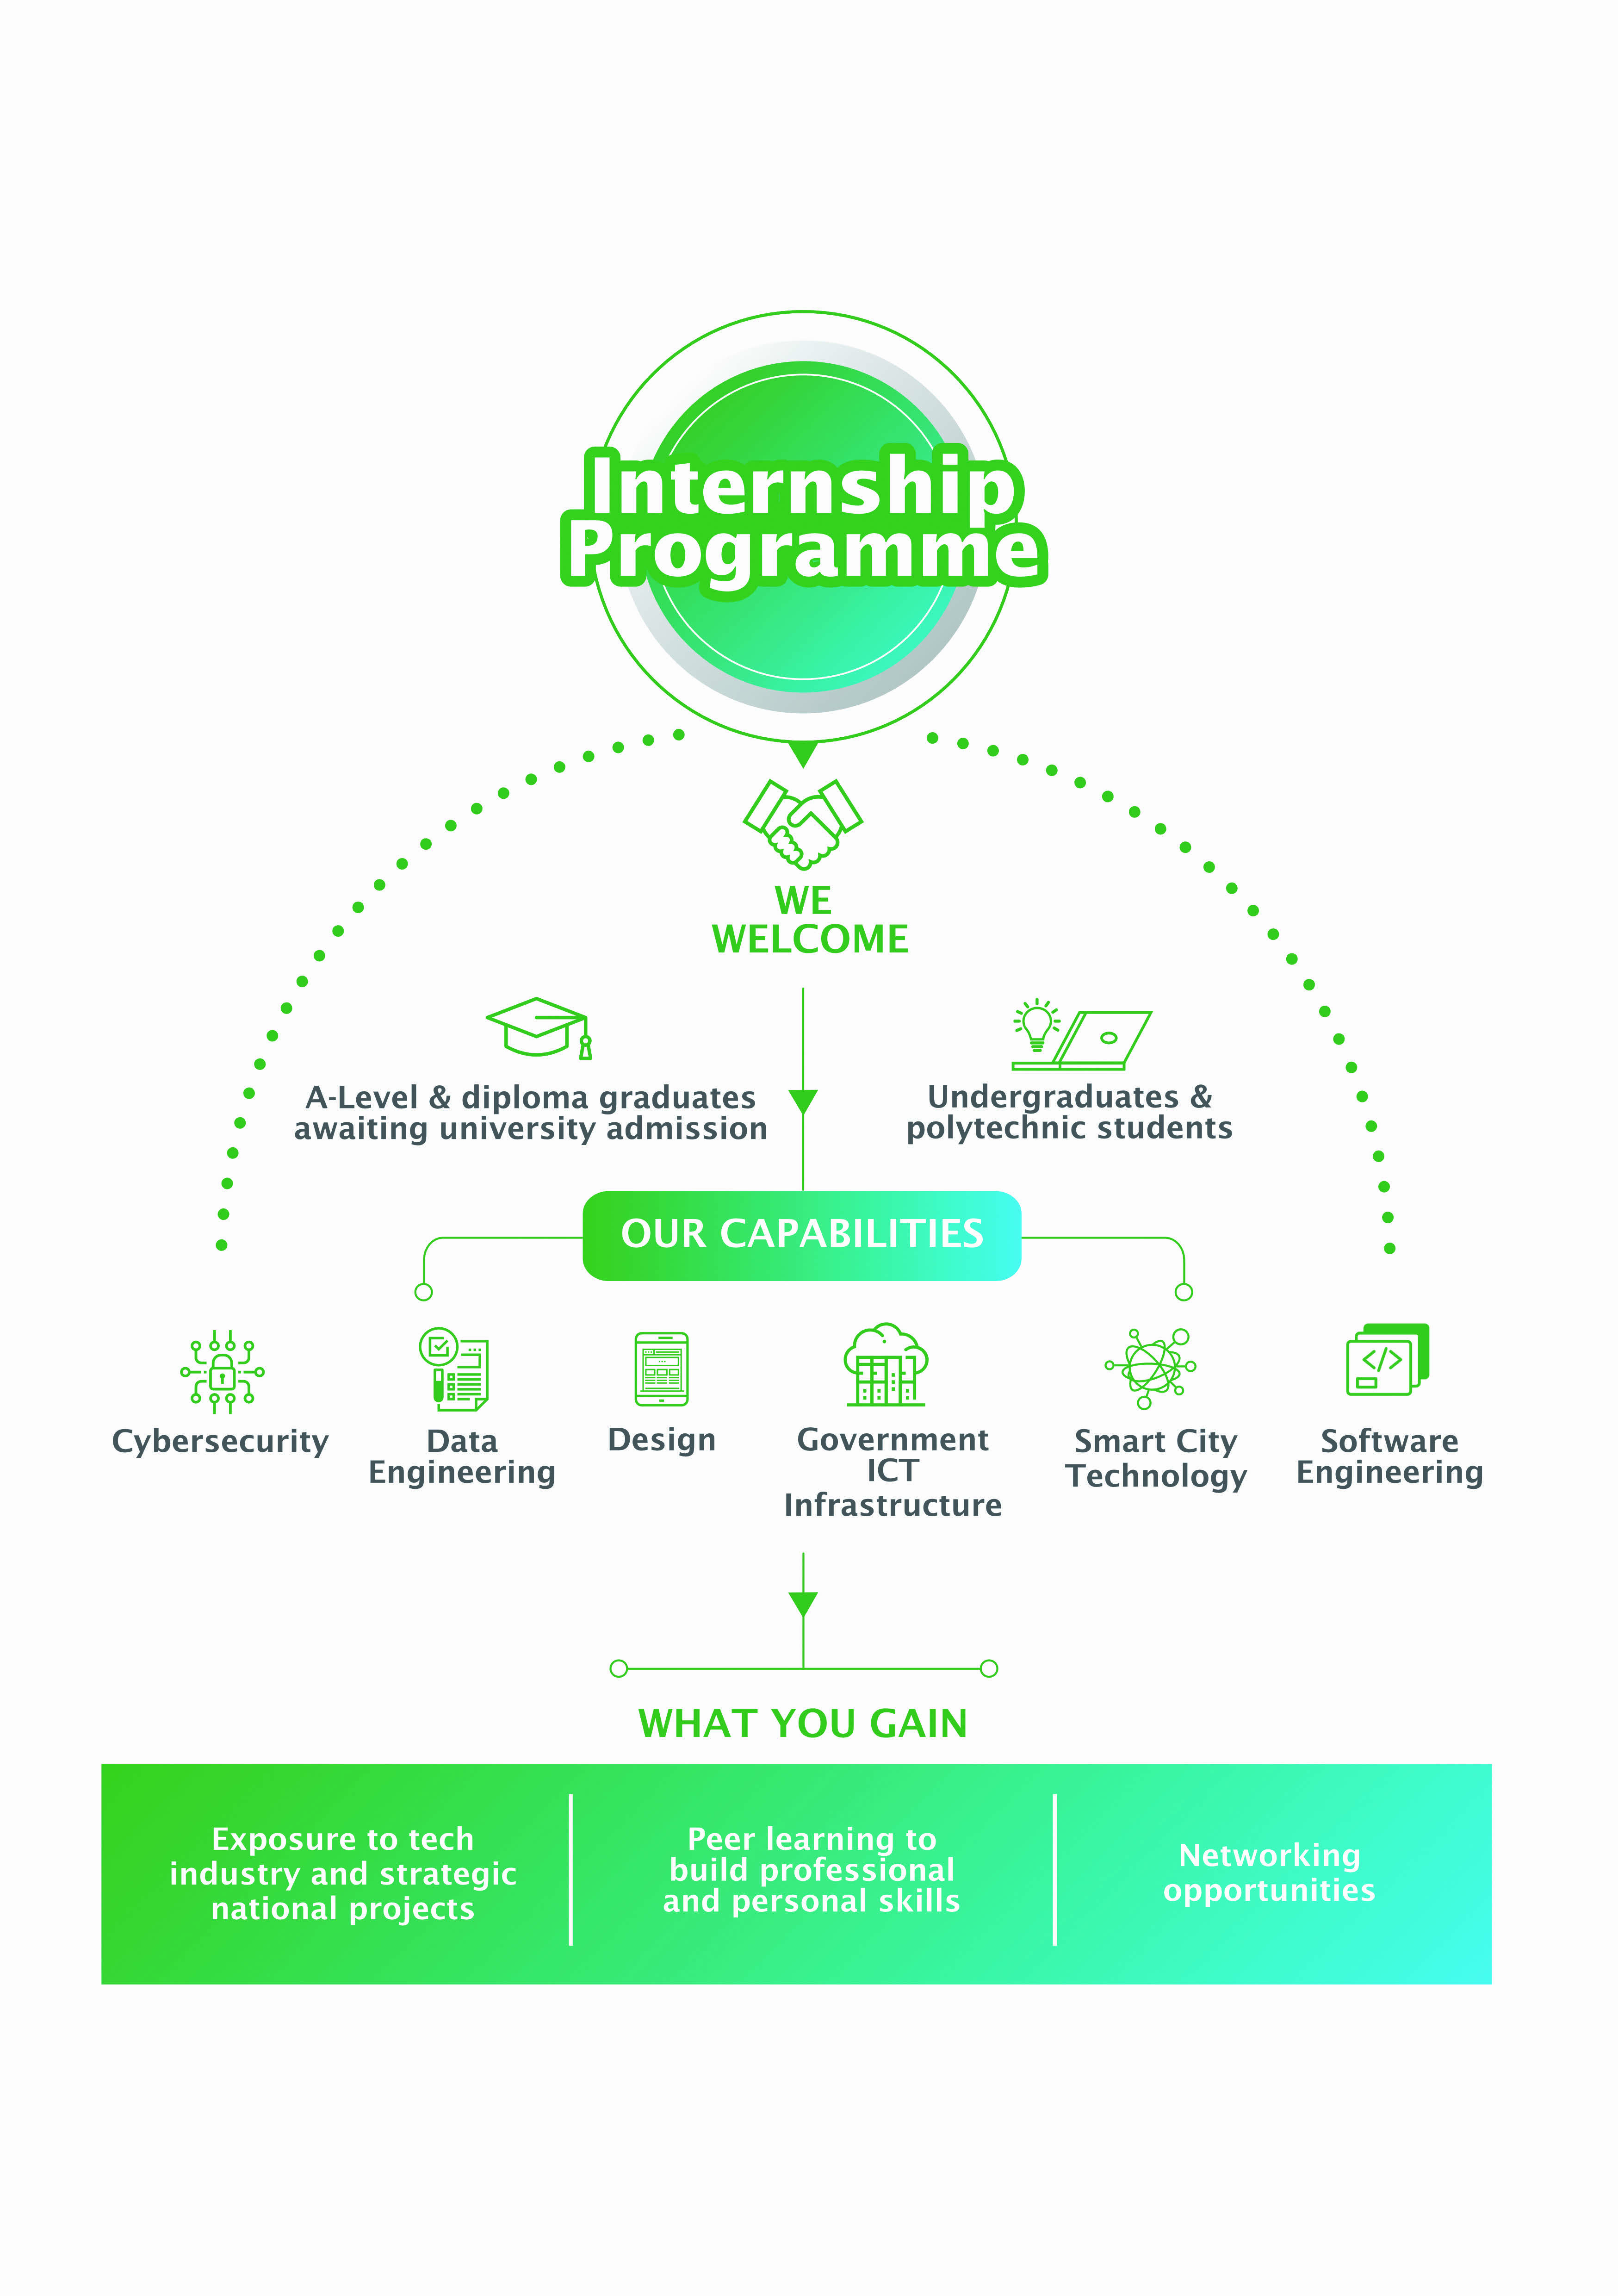 Internship
Programme
WE
WELCOME
A-Level & diploma graduates
awaiting university admission
Undergraduates &
polytechnic students
OUR CAPABILITIES
Cybersecurity
Data
Engineering
Design
Government
ICT
Infrastructure
Smart City
Technology
Software
Engineering
WHAT YOU GAIN
Exposure to tech
industry and strategic
national projects
Peer learning to
build professional
and personal skills
Networking
opportunities